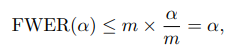 FWER(α) ≤ m × α/m = α,